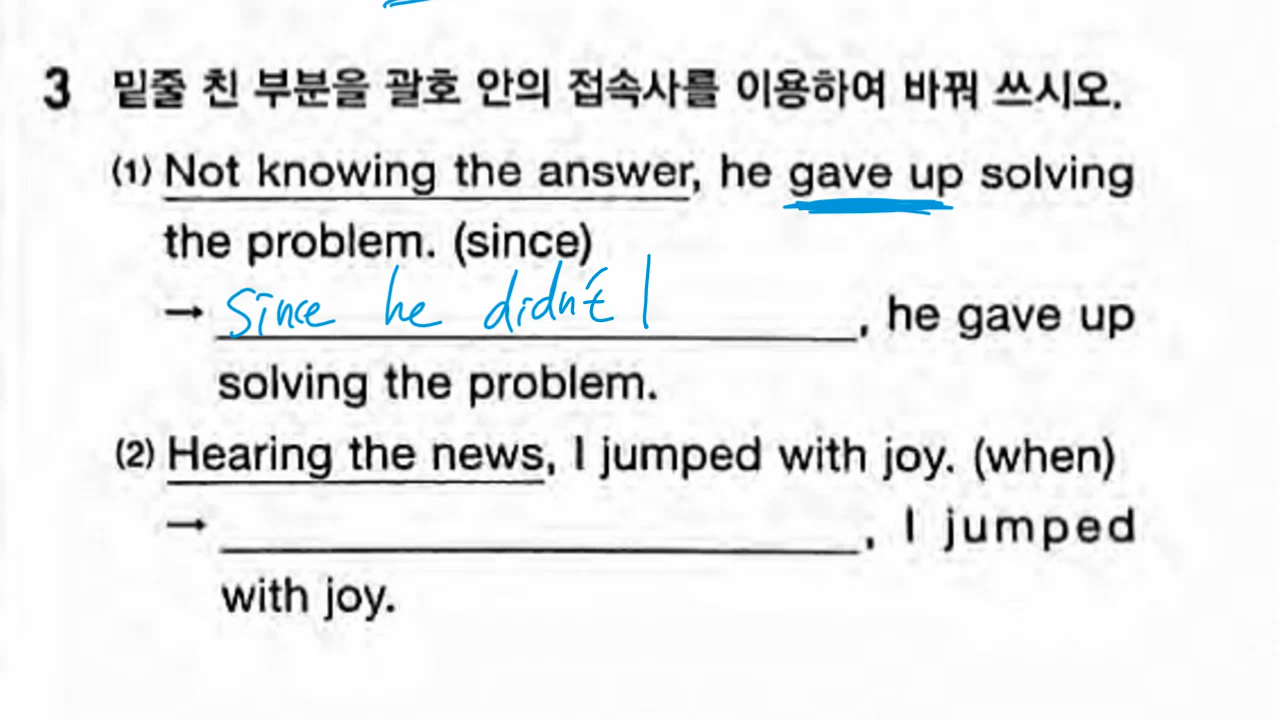 3 밑줄 친 부분을 괄호 안의 접속사를 이용하여 바꿔 쓰시오.
(1) Not knowing the answer, he gave up solving
the problem. (since)
→ Since he didn't , he gave up
solving the problem.
(2) Hearing the news, I jumped with joy. (when)
→ , I jumped
with joy.